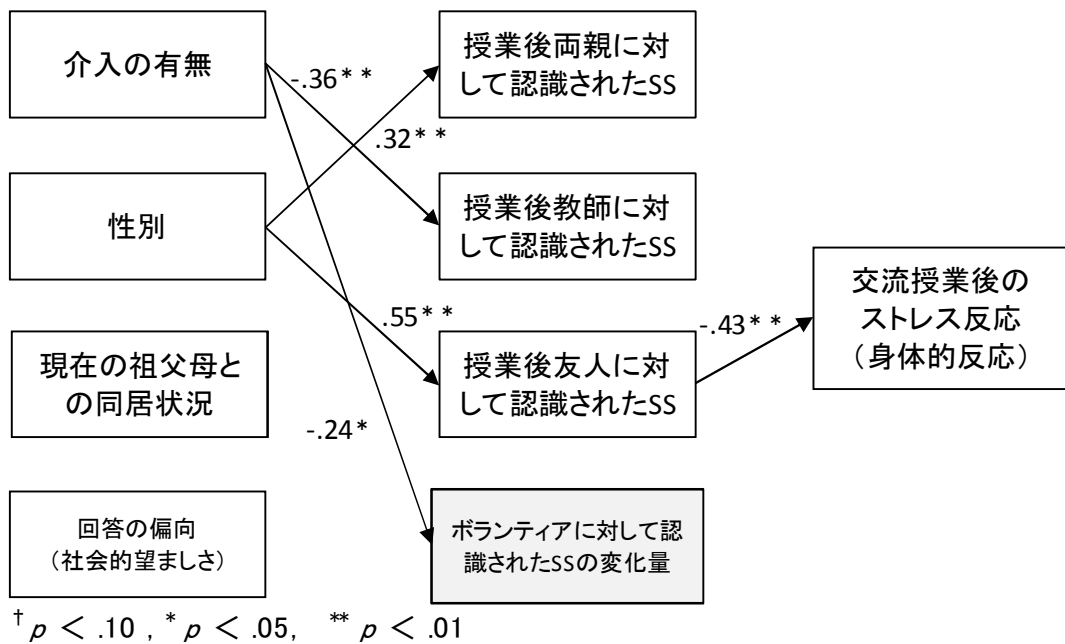 介入の有無
性別
現在の祖父母と
の同居状況
回答の偏向
（社会的望ましさ）
-.36**
.32**
.55**
-.24*
授業後両親に対
して認識されたSS
授業後教師に対
して認識されたSS
授業後友人に対
して認識されたSS
ボランティアに対して認
識されたSSの変化量
-.43**
交流授業後の
ストレス反応
（身体的反応）
† p < .10 , * p < .05, ** p < .01